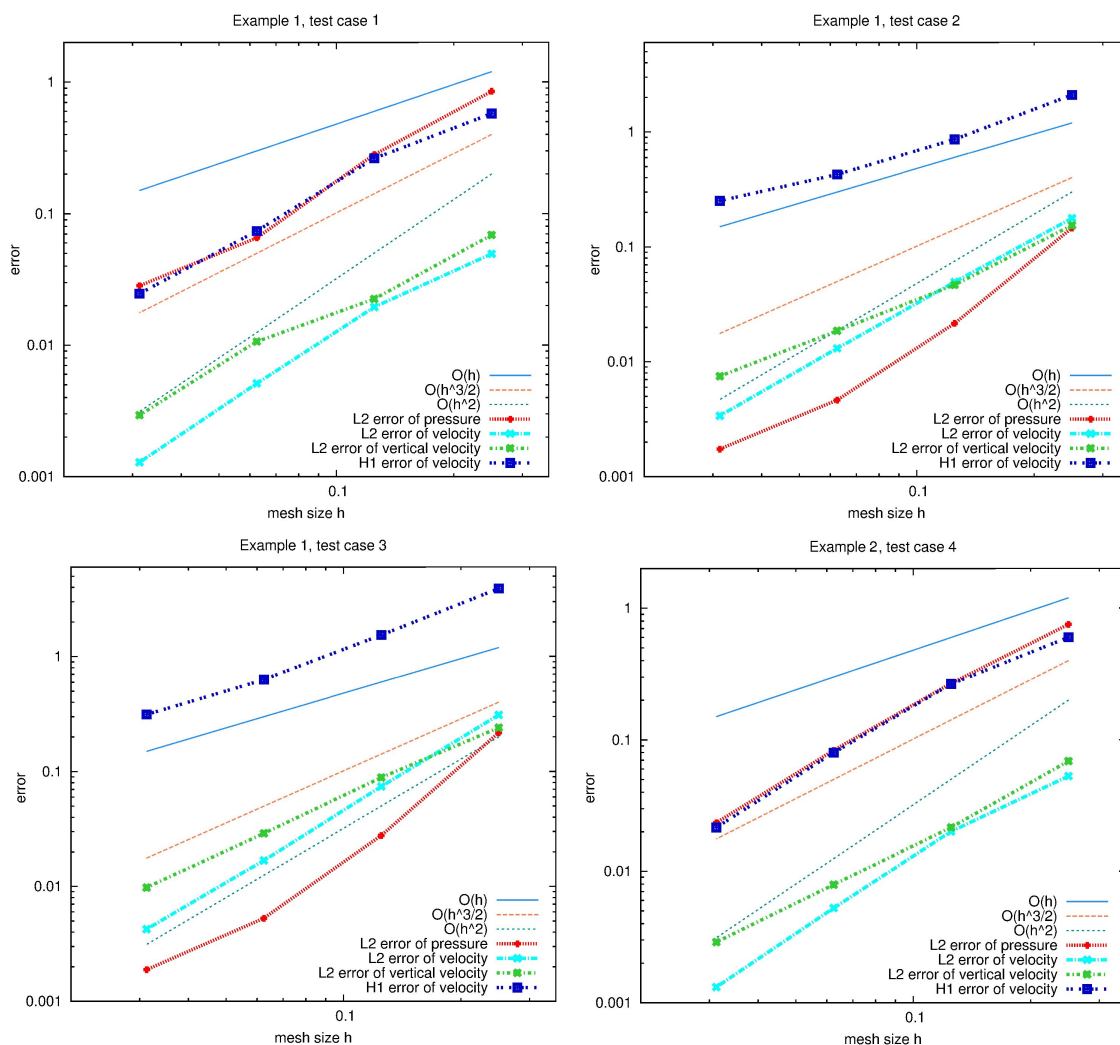 Example 1, test case 1
error
1
0.1
0.01
0.001
0.1
mesh size h
O(h)
O(h^3/2)
O(h^2)
L2 error of pressure
L2 error of velocity
L2 error of vertical velocity
H1 error of velocity
Example 1, test case 2
error
1
0.1
0.01
0.001
0.1
mesh size h
O(h)
O(h^3/2)
O(h^2)
L2 error of pressure
L2 error of velocity
L2 error of vertical velocity
H1 error of velocity
Example 1, test case 3
error
1
0.1
0.01
0.001
0.1
mesh size h
O(h)
O(h^3/2)
O(h^2)
L2 error of pressure
L2 error of velocity
L2 error of vertical velocity
H1 error of velocity
Example 2, test case 4
error
1
0.1
0.01
0.001
0.1
mesh size h
O(h)
O(h^3/2)
O(h^2)
L2 error of pressure
L2 error of velocity
L2 error of vertical velocity
H1 error of velocity